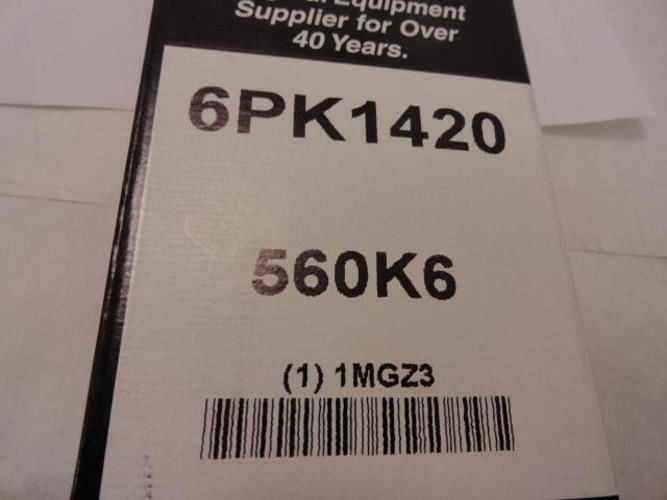 Equipment
Supplier for Over
40 Years.
6PK1420
560K6
(1) 1MGZ3